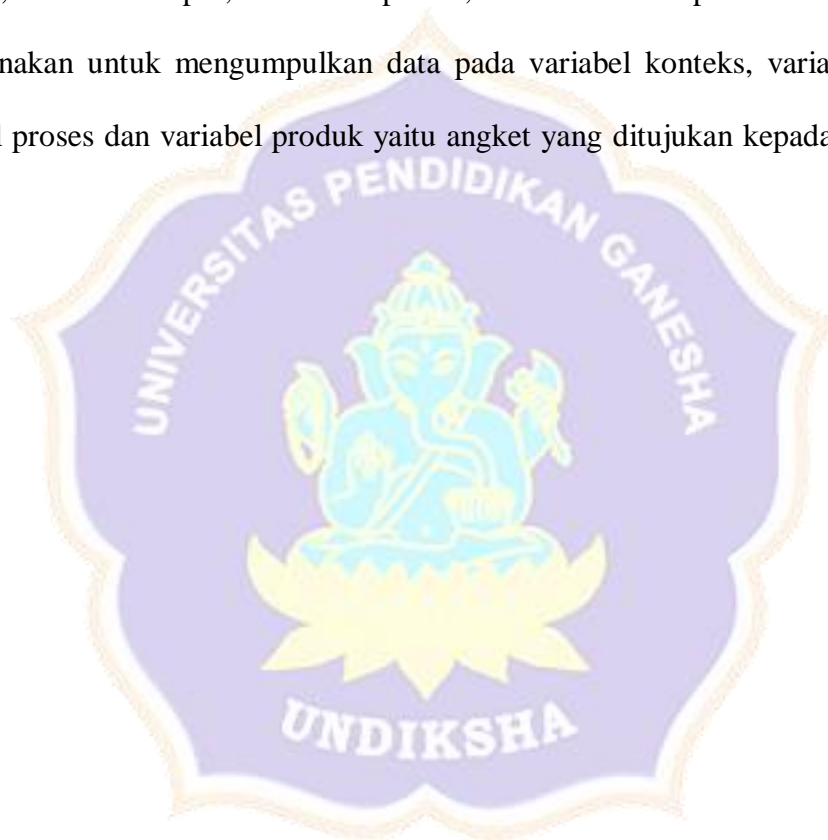 nakan untuk mengumpulkan data pada variabel konteks, varia
proses dan variabel produk yaitu angket yang ditujukan kepada
UNIVERSITAS PENDIDIKAN GANESHA
UNDIKSHA